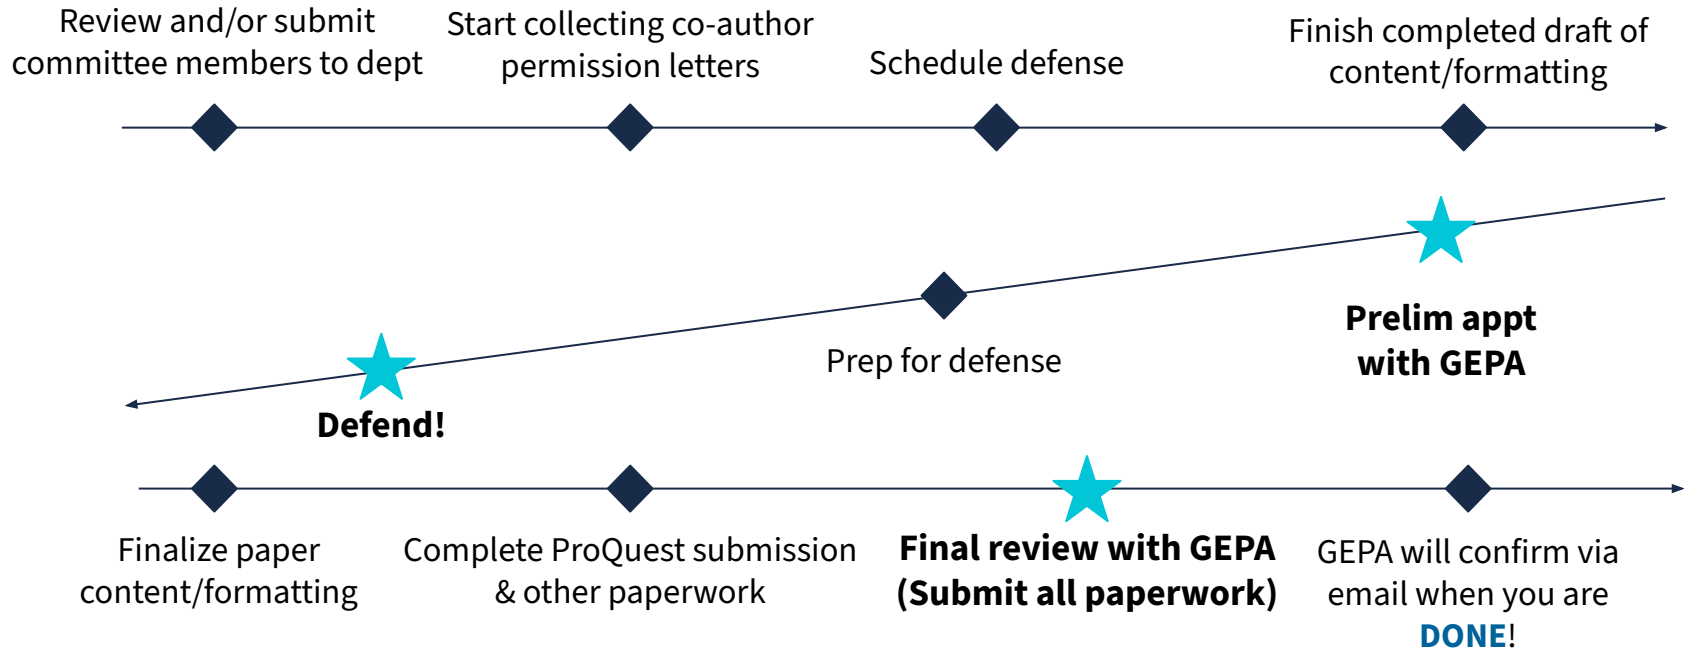 Review and/or submit
committee members to dept
Start collecting co-author
permission letters
Schedule defense
Finish completed draft of
content/formatting
Prelim appt
with GEPA
Prep for defense
Defend!
Finalize paper
content/formatting
Complete ProQuest submission
& other paperwork
Final review with GEPA
(Submit all paperwork)
GEPA will confirm via
email when you are
DONE!